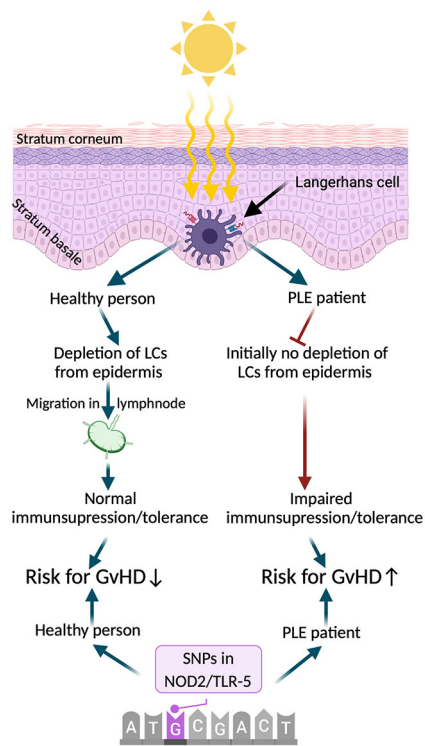 Stratum corneum
Langerhans cell
Stratum basale
Healthy person
PLE patient
Depletion of LCs
from epidermis
Initially no depletion of
LCs from epidermis
Migration in lymphnode
Normal
immunsupression/tolerance
Impaired
immunsupression/tolerance
Risk for GvHD↓
Risk for GvHD↑
Healthy person
PLE patient
SNPs in
NOD2/TLR-5
A T G C G A C T